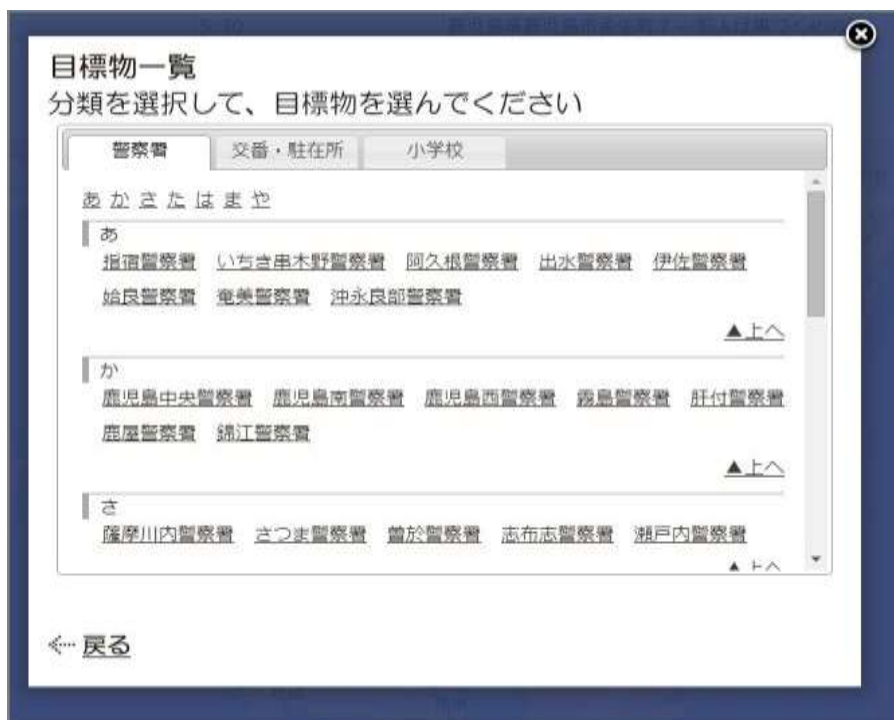 目標物一覧
分類を選択して、目標物を選んでください
警察署 交番・駐在所 小学校
あ か さ た は ま や
あ
指宿警察署 いちき串木野警察署 阿久根警察署 出水警察署 伊佐警察署
姶良警察署 奄美警察署 沖永良部警察署
▲上へ
か
鹿児島中央警察署 鹿児島南警察署 鹿児島西警察署 霧島警察署 肝付警察署
鹿屋警察署 錦江警察署
▲上へ
さ
薩摩川内警察署 さつま警察署 曽於警察署 志布志警察署 瀬戸内警察署
▲上へ
戻る